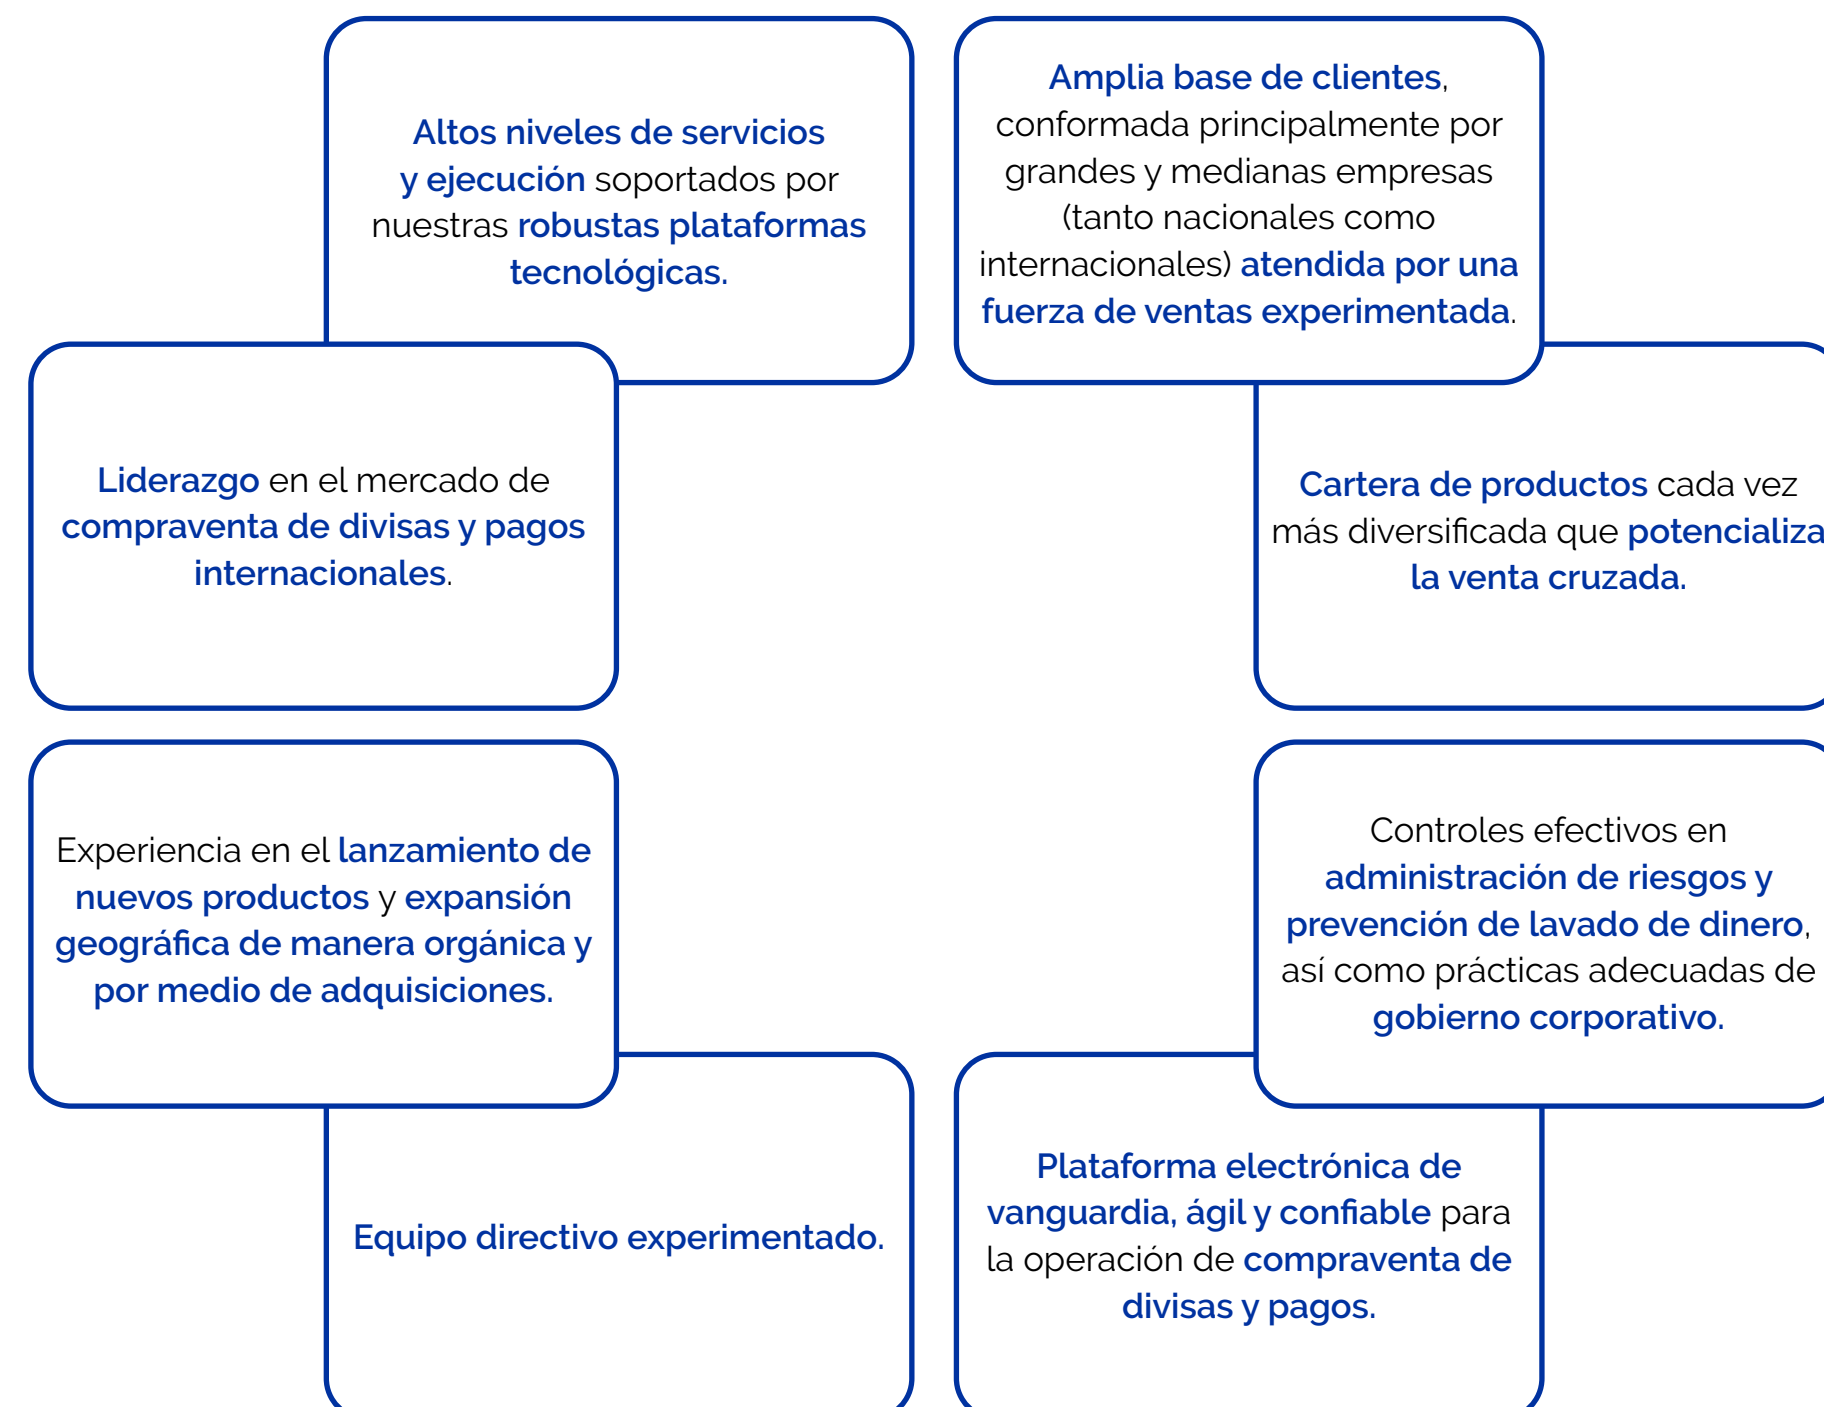 Altos niveles de servicios
y ejecución soportados por
nuestras robustas plataformas
tecnológicas.
Amplia base de clientes,
conformada principalmente por
grandes y medianas empresas
(tanto nacionales como
internacionales) atendida por una
fuerza de ventas experimentada.
Liderazgo en el mercado de
compraventa de divisas y pagos
internacionales.
Cartera de productos cada vez
más diversificada que potencializa
la venta cruzada.
Experiencia en el lanzamiento de
nuevos productos y expansión
geográfica de manera orgánica y
por medio de adquisiciones.
Controles efectivos en
administración de riesgos y
prevención de lavado de dinero,
así como prácticas adecuadas de
gobierno corporativo.
Equipo directivo experimentado.
Plataforma electrónica de
vanguardia, ágil y confiable para
la operación de compraventa de
divisas y pagos.